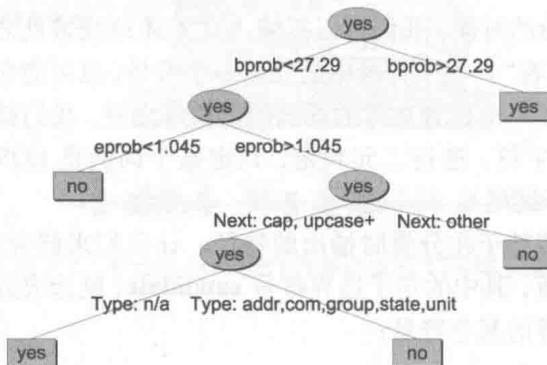 yes
bprob<27.29 bprob>27.29
yes yes
eprob<1.045 eprob>1.045
no yes
Next: cap, upcase+ Next: other
yes no
Type: n/a Type: addr,com,group,state,unit
yes no